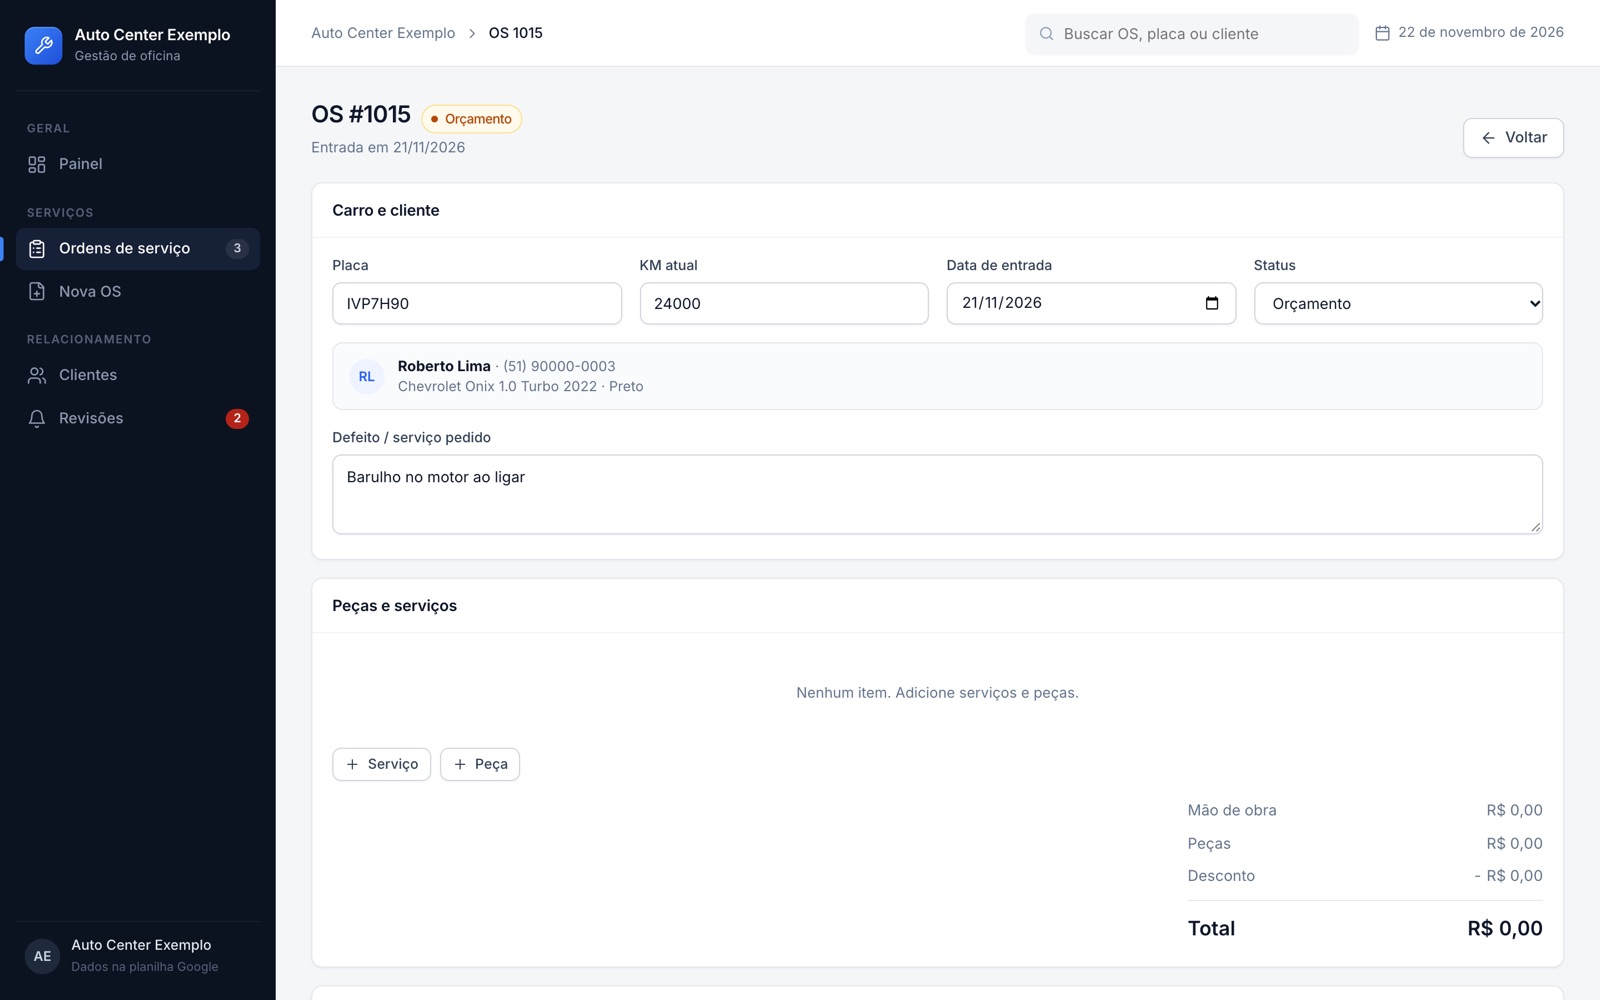 Auto Center Exemplo
Gestão de oficina
GERAL
Painel
SERVIÇOS
Ordens de serviço 3
Nova OS
RELACIONAMENTO
Clientes
Revisões 2
AE
Auto Center Exemplo
Dados na planilha Google
Auto Center Exemplo > OS 1015
Buscar OS, placa ou cliente
22 de novembro de 2026
OS #1015 Orçamento
Entrada em 21/11/2026
Voltar
Carro e cliente
Placa KM atual Data de entrada Status
IVP7H90 24000 21/11/2026 Orçamento
RL
Roberto Lima · (51) 90000-0003
Chevrolet Onix 1.0 Turbo 2022 · Preto
Defeito / serviço pedido
Barulho no motor ao ligar
Peças e serviços
Nenhum item. Adicione serviços e peças.
+ Serviço + Peça
Mão de obra R$ 0,00
Peças R$ 0,00
Desconto - R$ 0,00
Total R$ 0,00